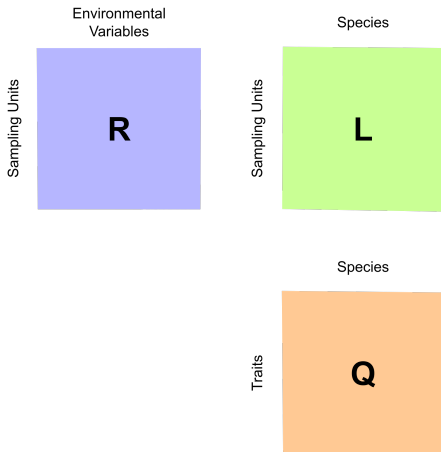 Environmental
Variables
Species
Sampling Units
R
Sampling Units
L
Species
Traits
Q